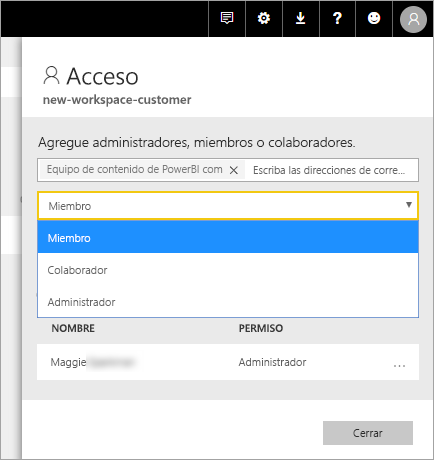 Acceso
new-workspace-customer
Agregue administradores, miembros o colaboradores.
Equipo de contenido de PowerBI com Escriba las direcciones de corre...
Miembro
Miembro
Colaborador
Administrador
NOMBRE PERMISO
Maggie Administrador ...
Cerrar